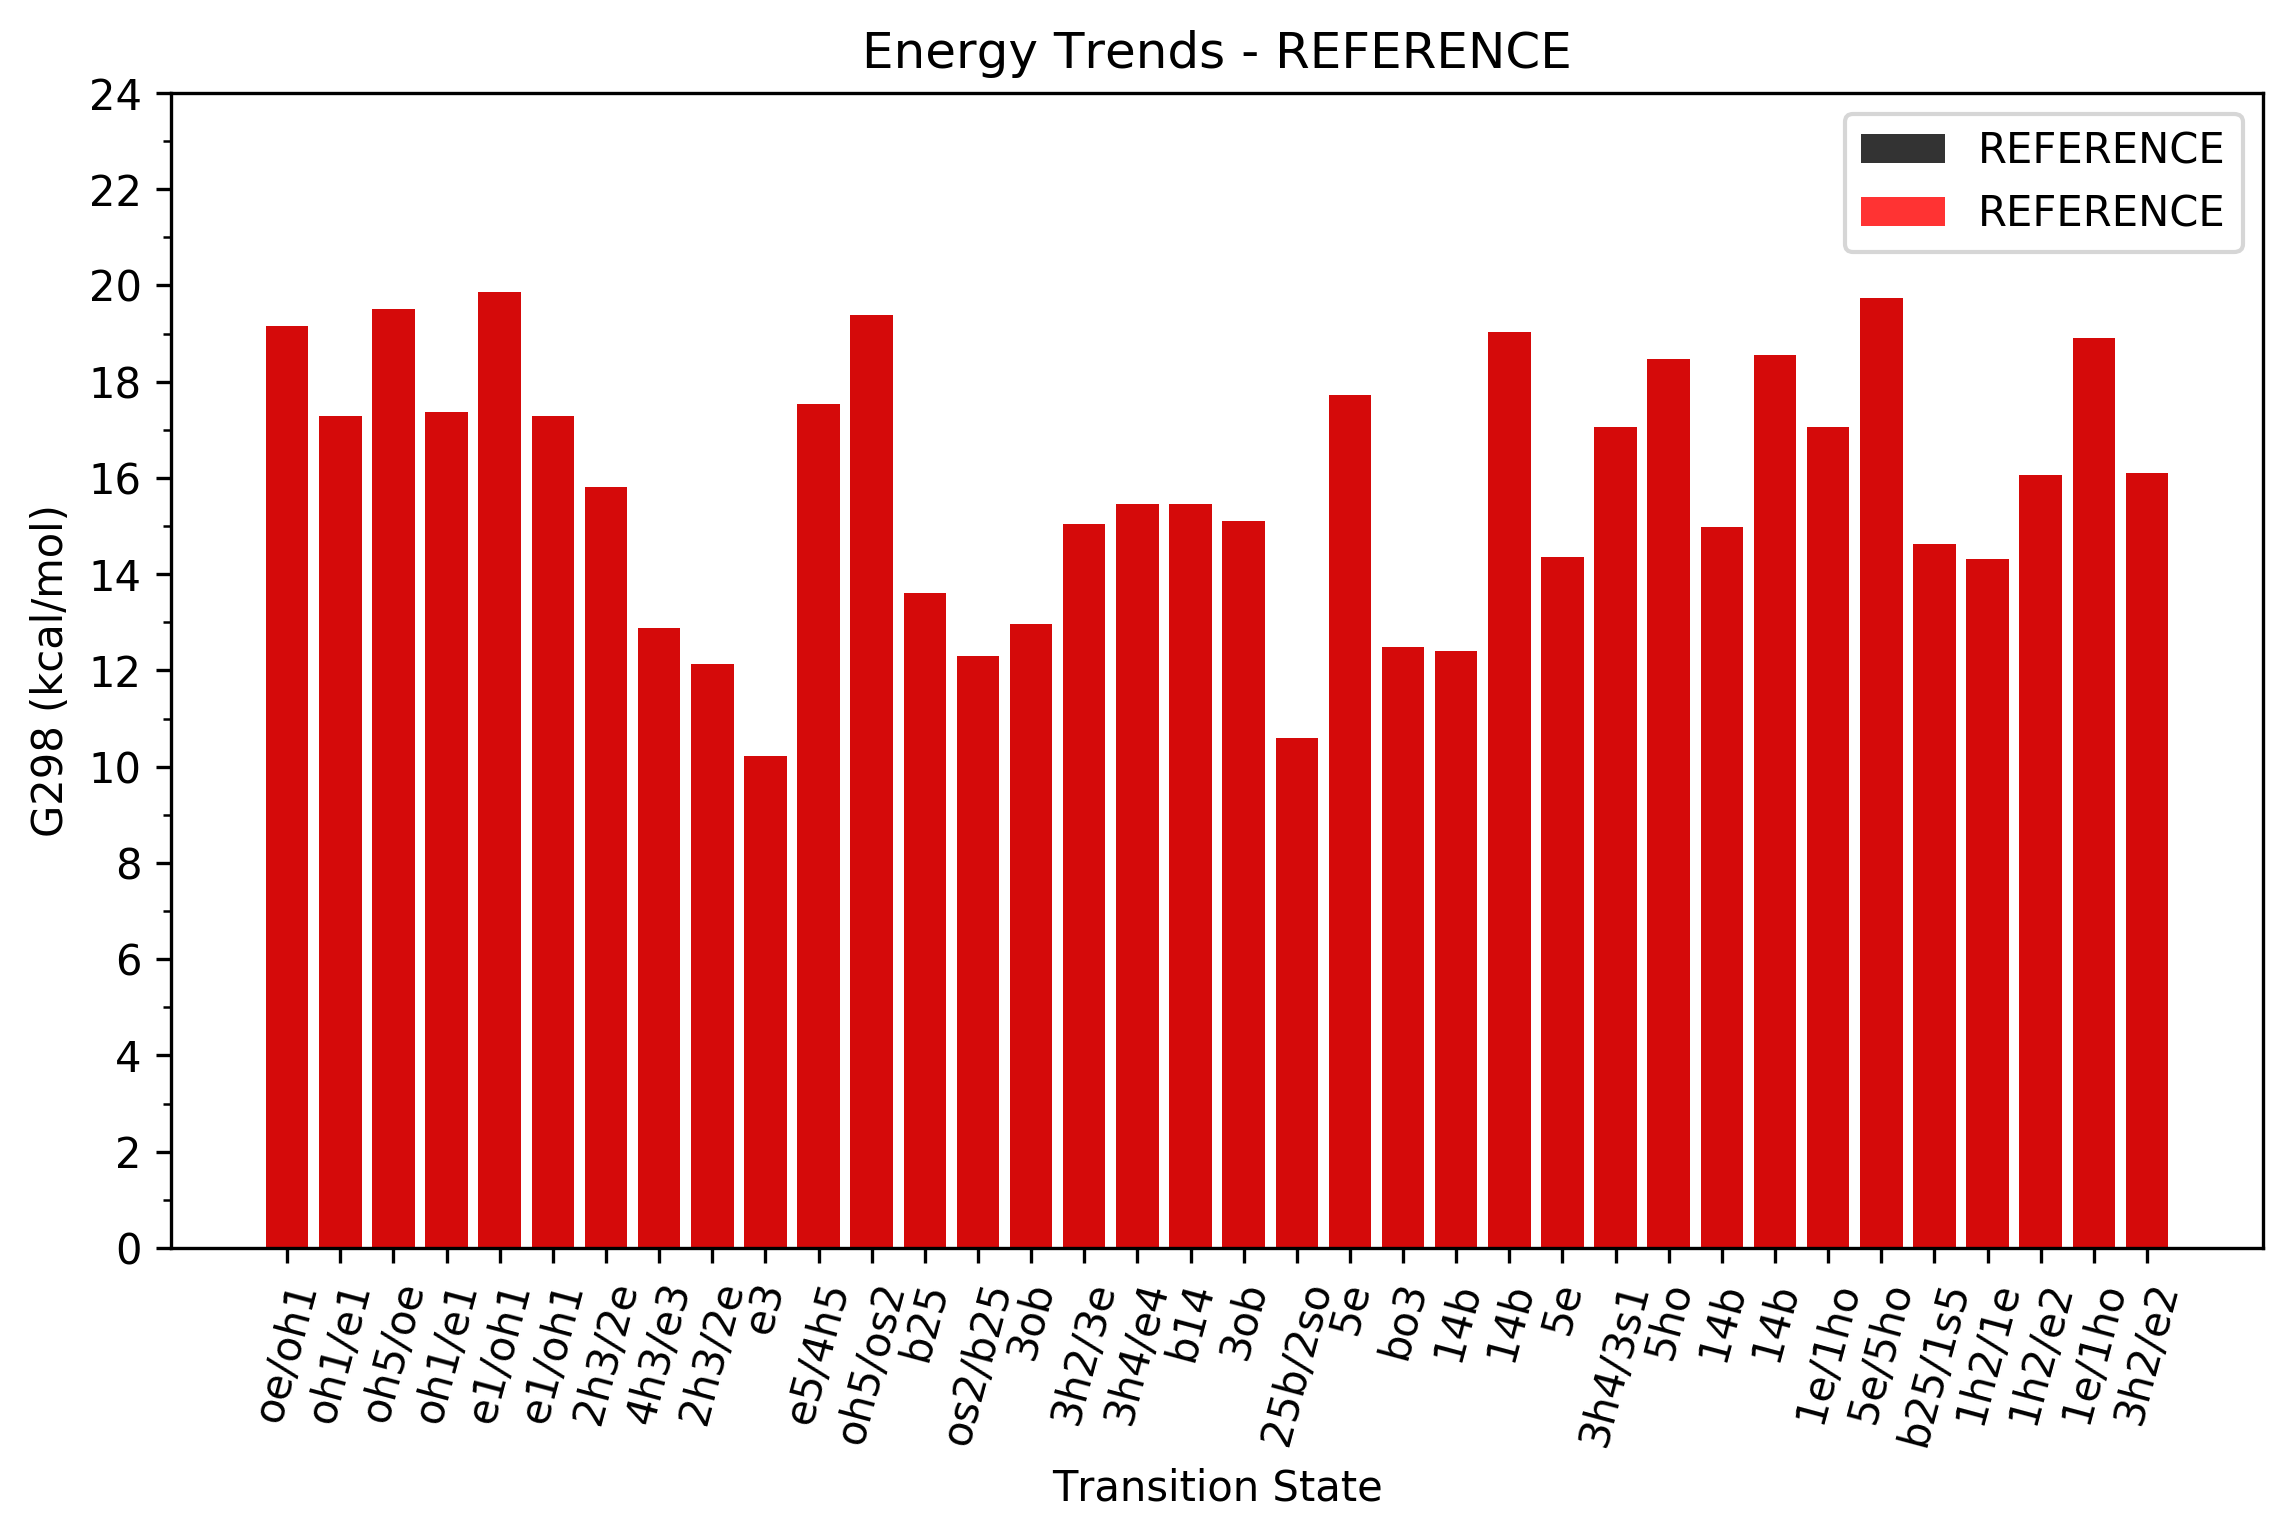 Energy Trends - REFERENCE
REFERENCE
REFERENCE
G298 (kcal/mol)
24
22
20
18
16
14
12
10
8
6
4
2
0
oe/oh1
oh1/e1
oh5/oe
oh1/e1
e1/oh1
e1/oh1
2h3/2e
4h3/e3
2h3/2e
e3
e5/4h5
oh5/os2
b25
os2/b25
3ob
3h2/3e
3h4/e4
b14
3ob
25b/2so
5e
bo3
14b
14b
5e
3h4/3s1
5ho
14b
14b
1e/1ho
5e/5ho
b25/1s5
1h2/1e
1h2/e2
1e/1ho
3h2/e2
Transition State